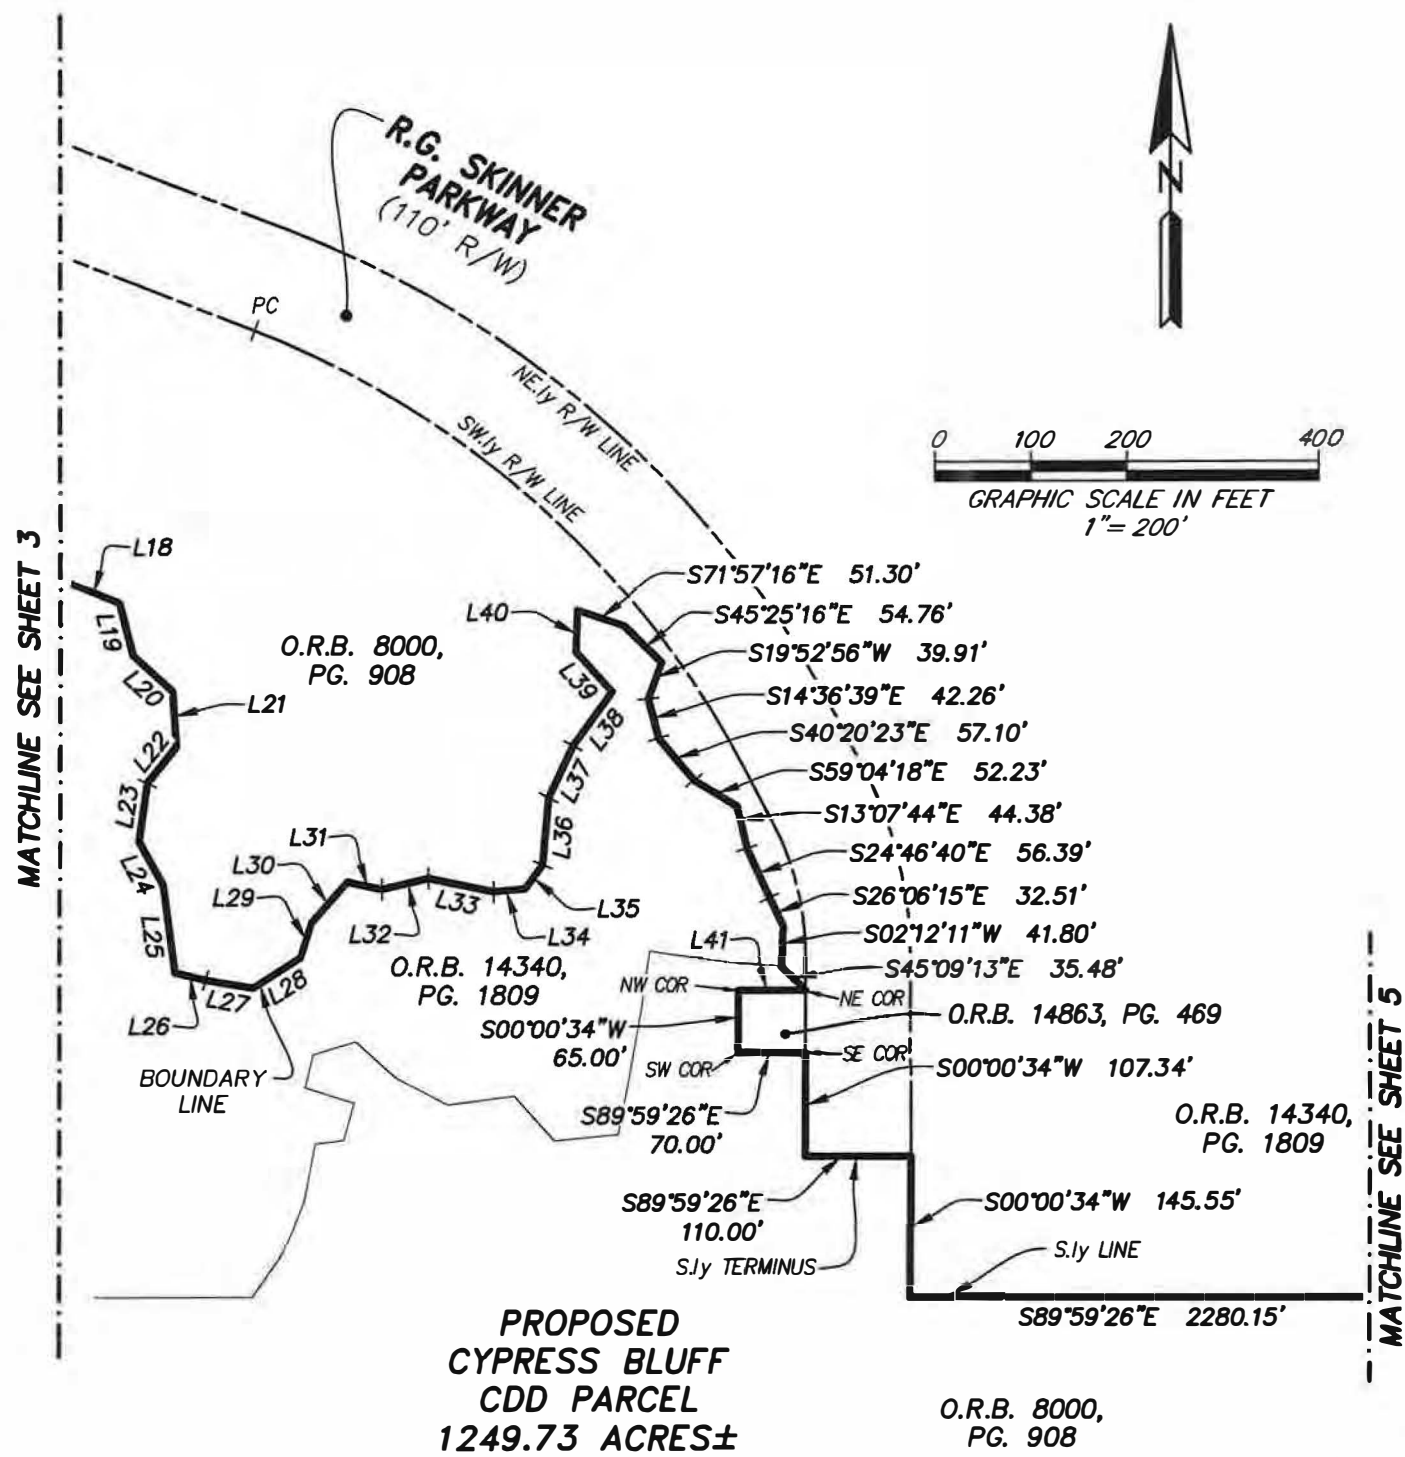 R.G. SKINNER
PARKWAY
(110' R/W)
N
PC
NE.ly R/W LINE
SW.ly R/W LINE
0 100 200 400
GRAPHIC SCALE IN FEET
1"= 200'
MATCHLINE SEE SHEET 3
L18
L19
L20
L21
L22
L23
L24
L25
L26
L27
L28
L29
L30
L31
L32
L33
L34
L35
L36
L37
L38
L39
L40
O.R.B. 8000,
PG. 908
S71°57'16"E 51.30'
S45°25'16"E 54.76'
S19°52'56"W 39.91'
S14°36'39"E 42.26'
S40°20'23"E 57.10'
S59°04'18"E 52.23'
S13°07'44"E 44.38'
S24°46'40"E 56.39'
S26°06'15"E 32.51'
S02°12'11"W 41.80'
S45°09'13"E 35.48'
L41
NW COR
NE COR
O.R.B. 14340,
PG. 1809
O.R.B. 14863, PG. 469
S00°00'34"W
65.00'
SW COR
SE COR
S00°00'34"W 107.34'
BOUNDARY
LINE
S89°59'26"E
70.00'
O.R.B. 14340,
PG. 1809
S89°59'26"E
110.00'
S.ly TERMINUS
S00°00'34"W 145.55'
S.ly LINE
S89°59'26"E 2280.15'
MATCHLINE SEE SHEET 5
PROPOSED
CYPRESS BLUFF
CDD PARCEL
1249.73 ACRES±
O.R.B. 8000,
PG. 908